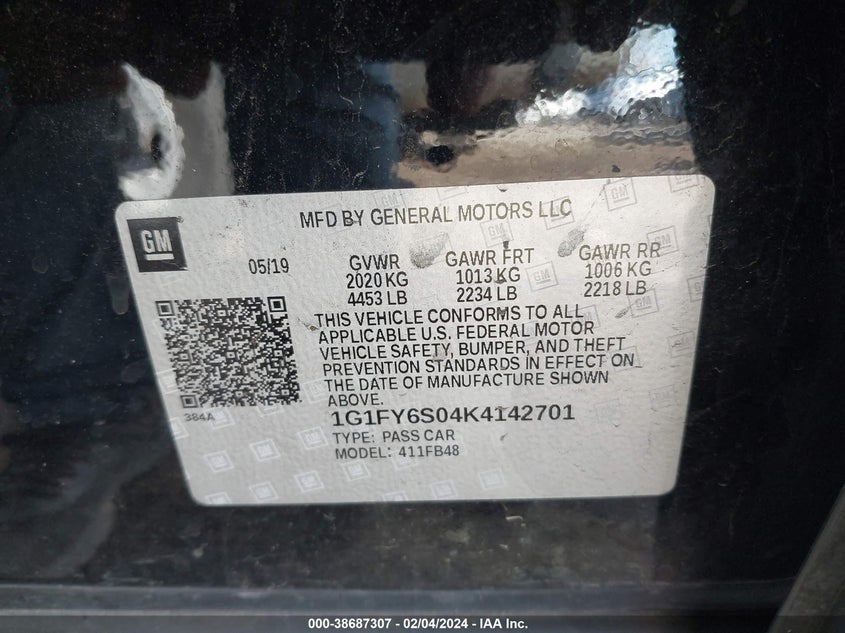 MFD BY GENERAL MOTORS LLC
GM
05/19
GVWR GAWR FRT GAWR RR
2020 KG 1013 KG 1006 KG
4453 LB 2234 LB 2218 LB
THIS VEHICLE CONFORMS TO ALL
APPLICABLE U.S. FEDERAL MOTOR
VEHICLE SAFETY, BUMPER, AND THEFT
PREVENTION STANDARDS IN EFFECT ON
THE DATE OF MANUFACTURE SHOWN
ABOVE.
384A
1G1FY6S04K4142701
TYPE: PASS CAR
MODEL: 411FB48
000-38687307 - 02/04/2024 - IAA Inc.